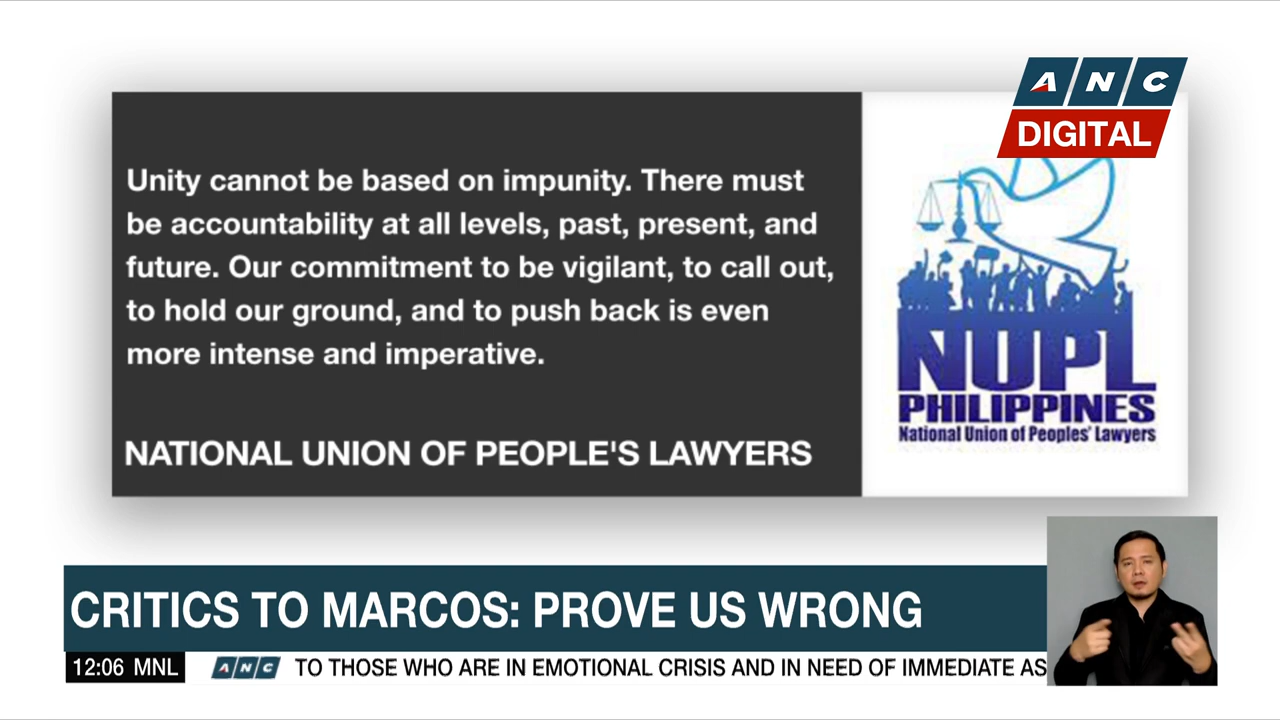 ANC
DIGITAL
Unity cannot be based on impunity. There must
be accountability at all levels, past, present, and
future. Our commitment to be vigilant, to call out,
to hold our ground, and to push back is even
more intense and imperative.
NATIONAL UNION OF PEOPLE'S LAWYERS
NUPL
PHILIPPINES
National Union of Peoples' Lawyers
CRITICS TO MARCOS: PROVE US WRONG
12:06 MNL
ANC
TO THOSE WHO ARE IN EMOTIONAL CRISIS AND IN NEED OF IMMEDIATE AS